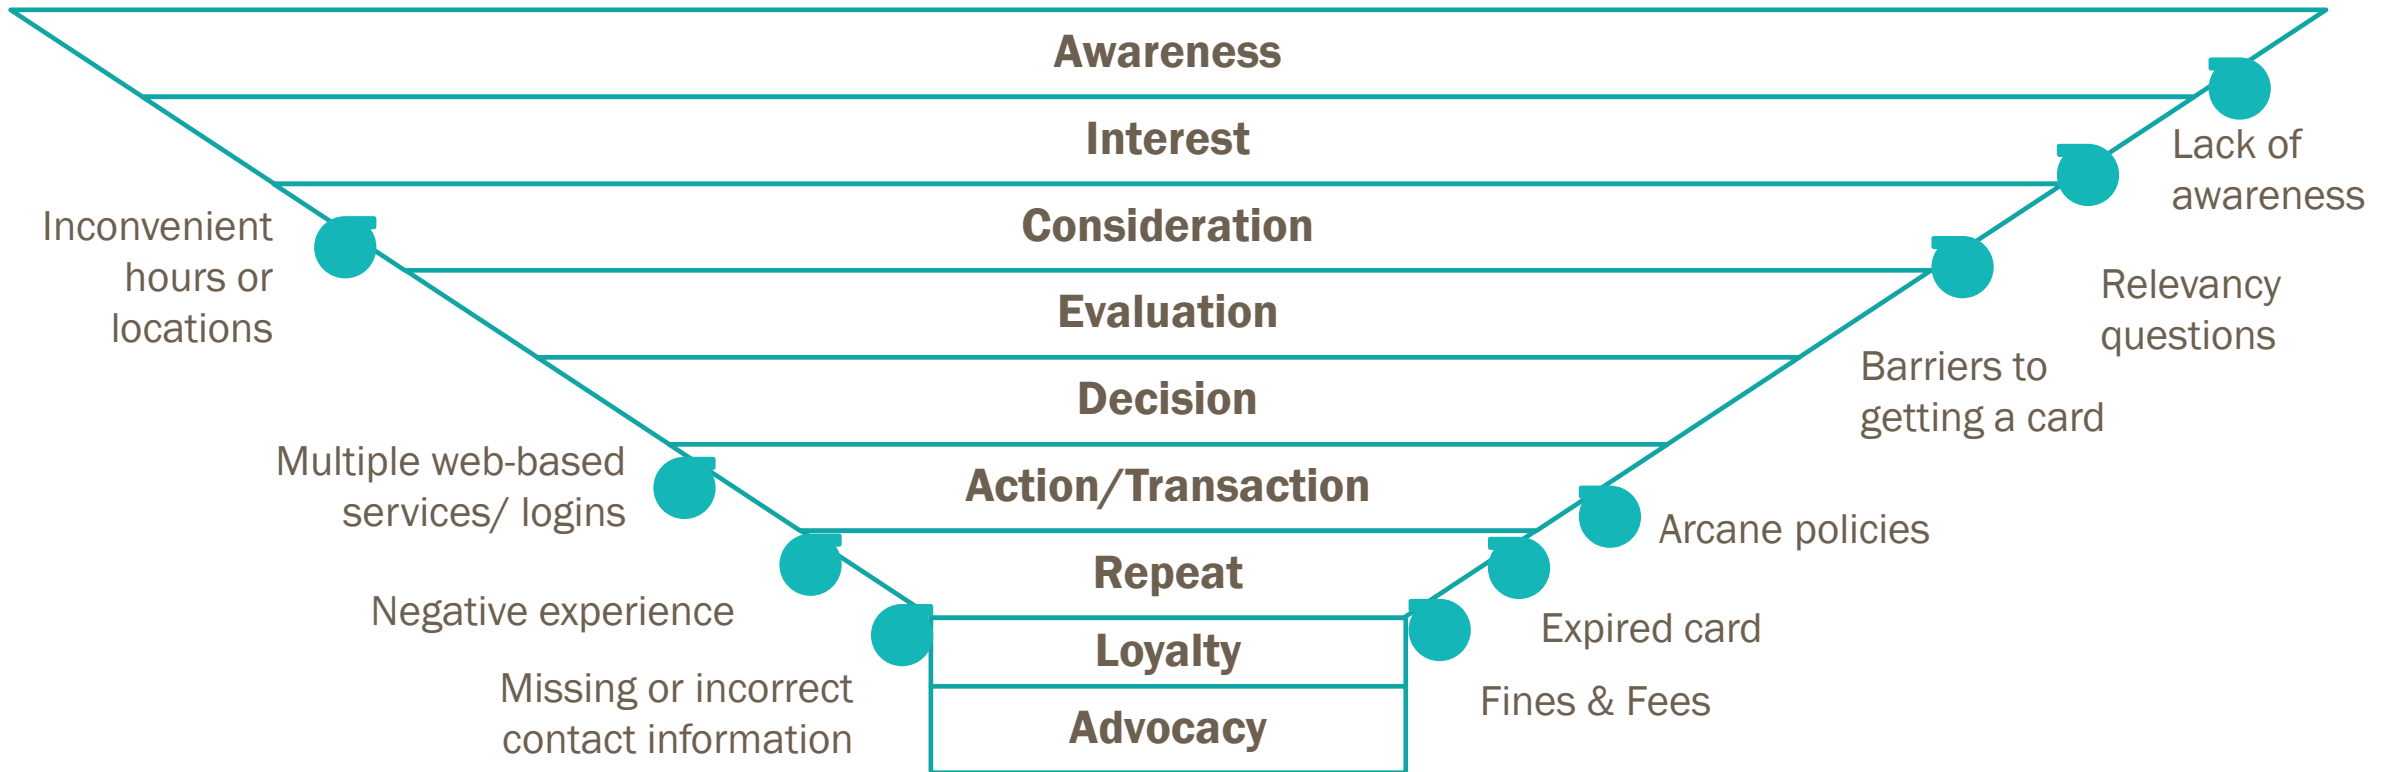 Awareness
Interest
Consideration
Evaluation
Decision
Action/Transaction
Repeat
Loyalty
Advocacy
Inconvenient
hours or
locations
Multiple web-based
services/ logins
Negative experience
Missing or incorrect
contact information
Lack of
awareness
Relevancy
questions
Barriers to
getting a card
Arcane policies
Expired card
Fines & Fees